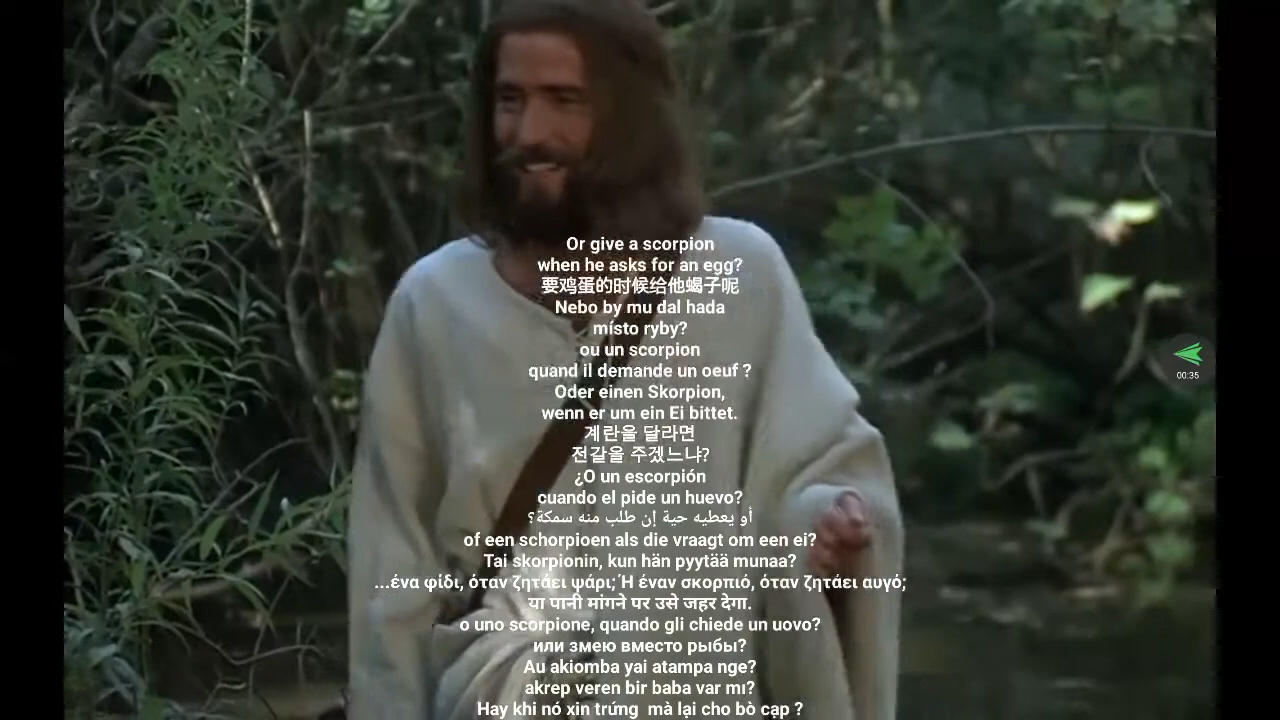 Or give a scorpion
when he asks for an egg?
要鸡蛋的时候给他蝎子呢
Nebo by mu dal hada
místo ryby?
ou un scorpion
quand il demande un oeuf ?
Oder einen Skorpion,
wenn er um ein Ei bittet.
계란을 달라면
전갈을 주겠느냐?
¿O un escorpión
cuando el pide un huevo?
أو يعطيه حية إن طلب منه سمكة؟
of een schorpioen als die vraagt om een ei?
Tai skorpionin, kun hän pyytää munaa?
...ένα φίδι, όταν ζητάει ψάρι; Ή έναν σκορπιό, όταν ζητάει αυγό;
या पानी मांगने पर उसे जहर देगा.
o uno scorpione, quando gli chiede un uovo?
или змею вместо рыбы?
Au akiomba yai atampa nge?
akrep veren bir baba var mı?
Hay khi nó xin trứng  mà lại cho bò cạp ?
00:35